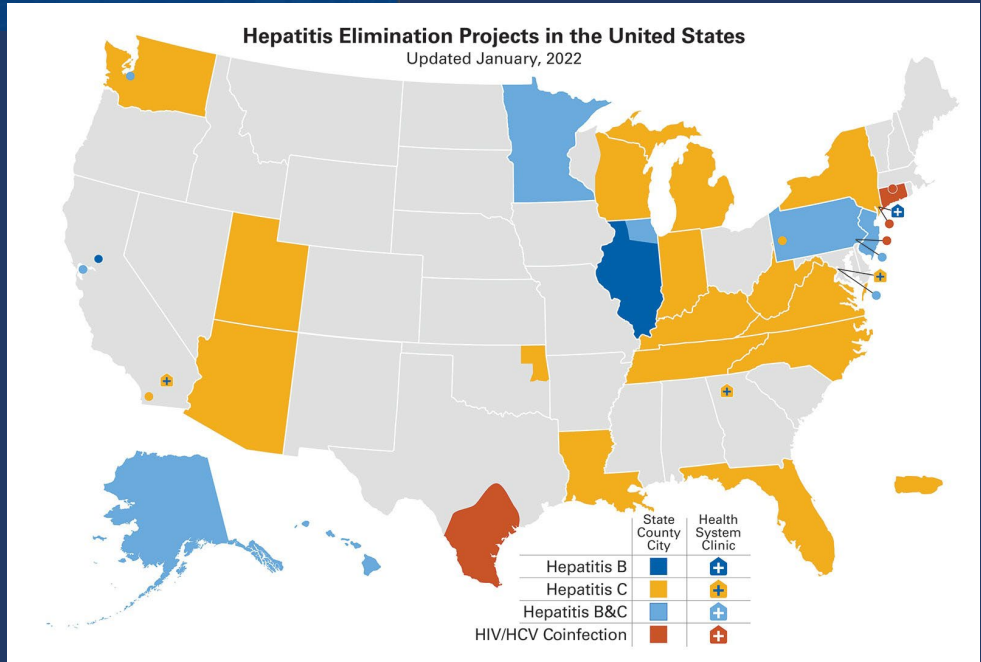 Hepatitis Elimination Projects in the United States
Updated January, 2022
State County City
Health System Clinic
Hepatitis B
Hepatitis C
Hepatitis B&C
HIV/HCV Coinfection